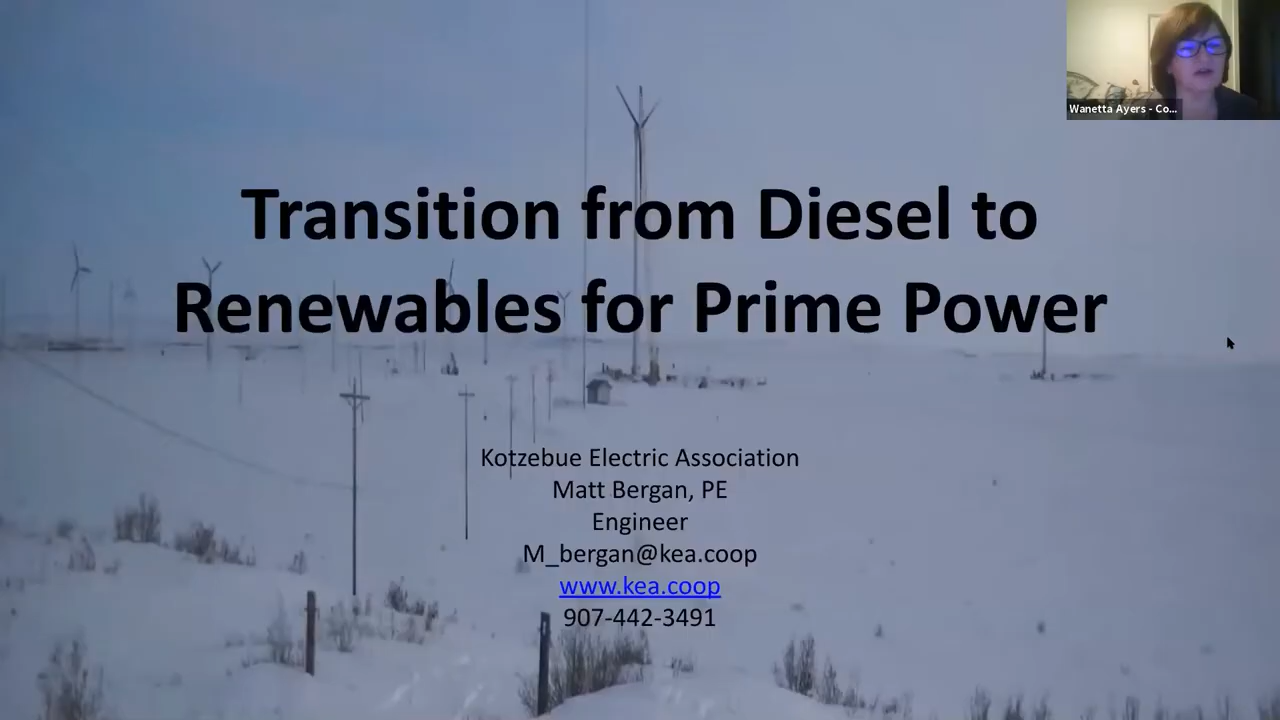 Wanetta Ayers - Co...
Transition from Diesel to
Renewables for Prime Power
Kotzebue Electric Association
Matt Bergan, PE
Engineer
M_bergan@kea.coop
www.kea.coop
907-442-3491